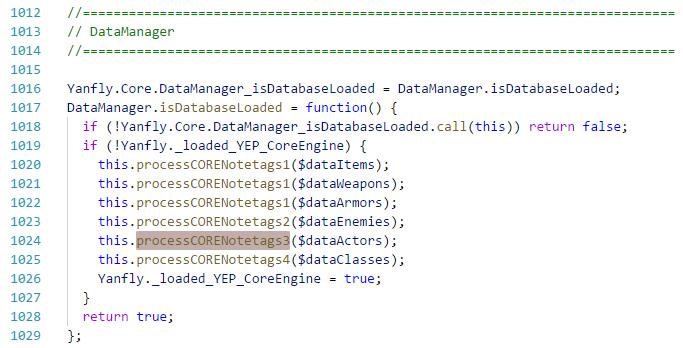 1012 //=============================================================================
1013 // DataManager
1014 //=============================================================================
1015
1016 Yanfly.Core.DataManager_isDatabaseLoaded = DataManager.isDatabaseLoaded;
1017 DataManager.isDatabaseLoaded = function() {
1018 if (!Yanfly.Core.DataManager_isDatabaseLoaded.call(this)) return false;
1019 if (!Yanfly._loaded_YEP_CoreEngine) {
1020 this.processCORENotetags1($dataItems);
1021 this.processCORENotetags1($dataWeapons);
1022 this.processCORENotetags1($dataArmors);
1023 this.processCORENotetags2($dataEnemies);
1024 this.processCORENotetags3($dataActors);
1025 this.processCORENotetags4($dataClasses);
1026 Yanfly._loaded_YEP_CoreEngine = true;
1027 }
1028 return true;
1029 };